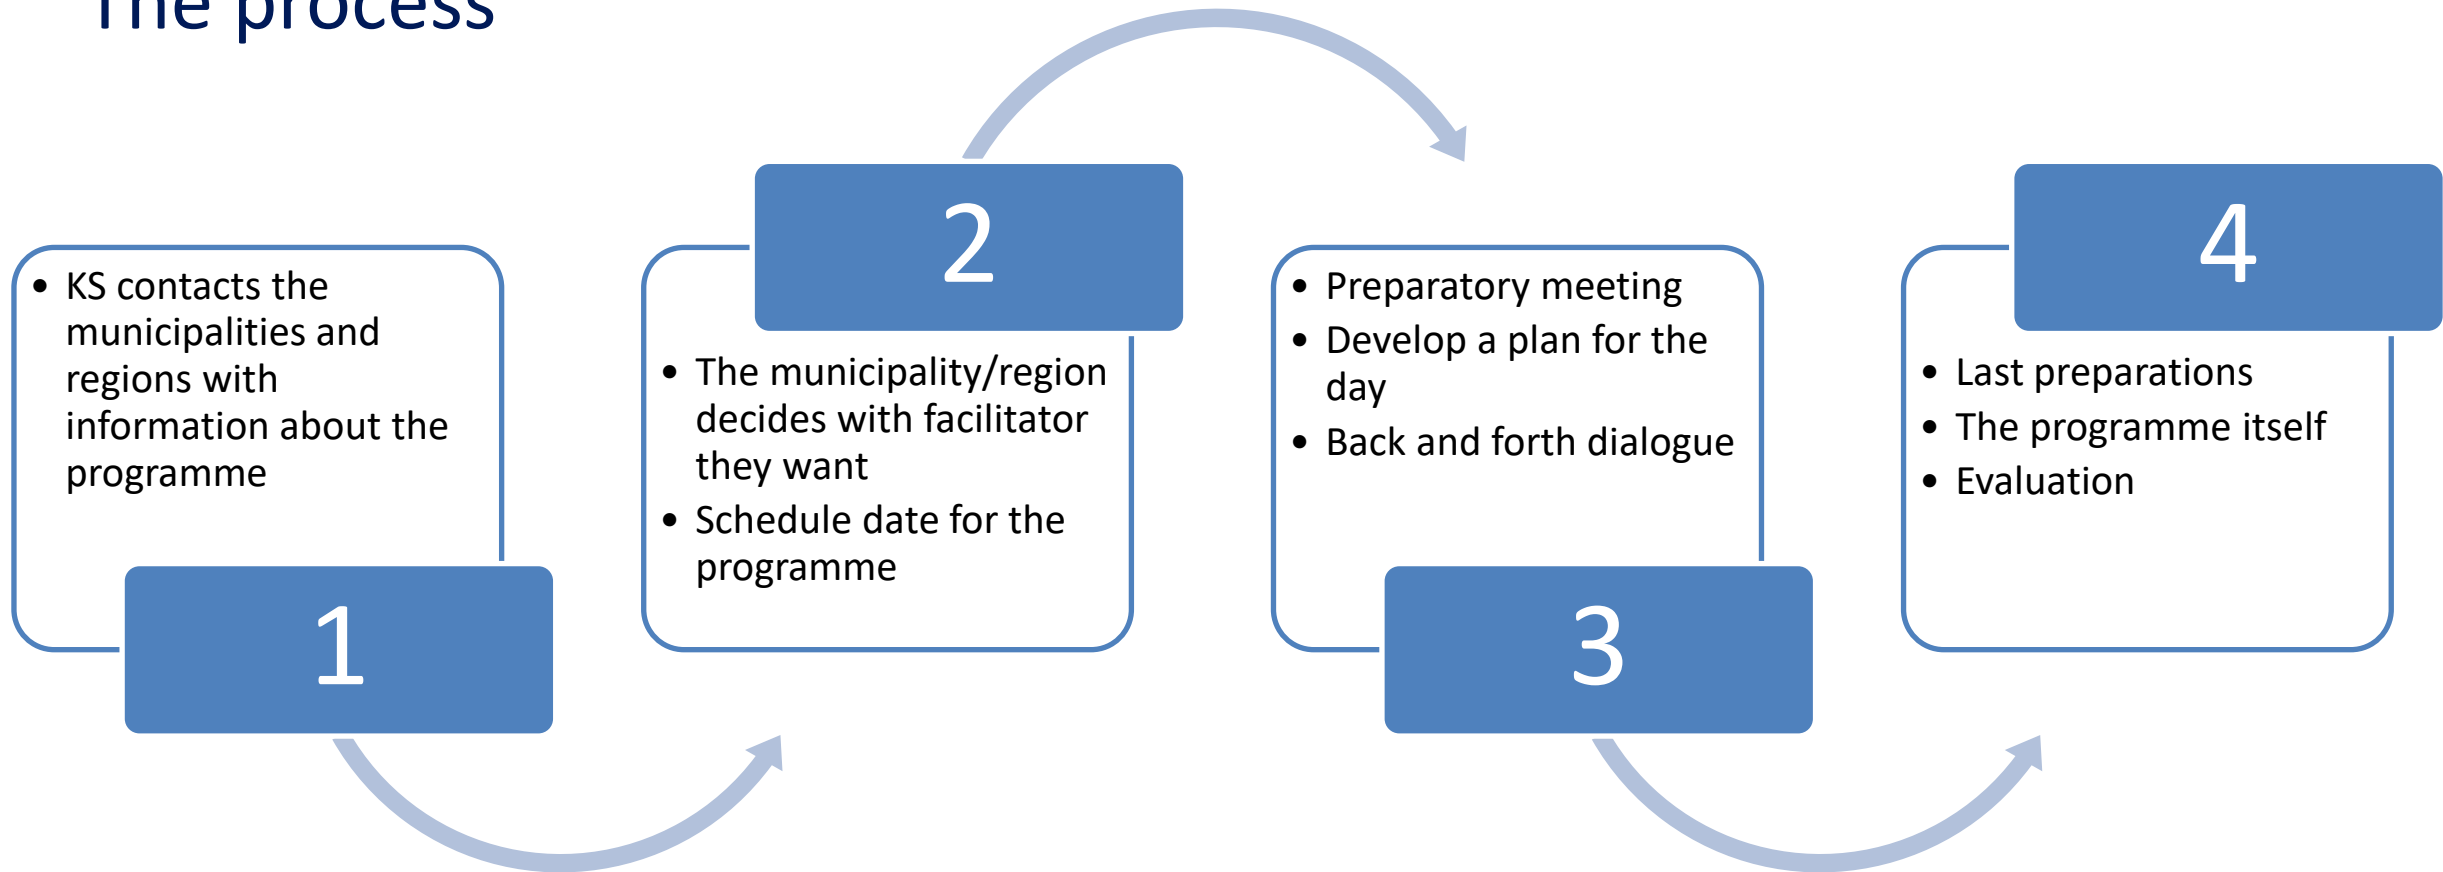 The process
• KS contacts the
municipalities and
regions with
information about the
programme
1
2
• The municipality/region
decides with facilitator
they want
• Schedule date for the
programme
• Preparatory meeting
• Develop a plan for the
day
• Back and forth dialogue
3
4
• Last preparations
• The programme itself
• Evaluation